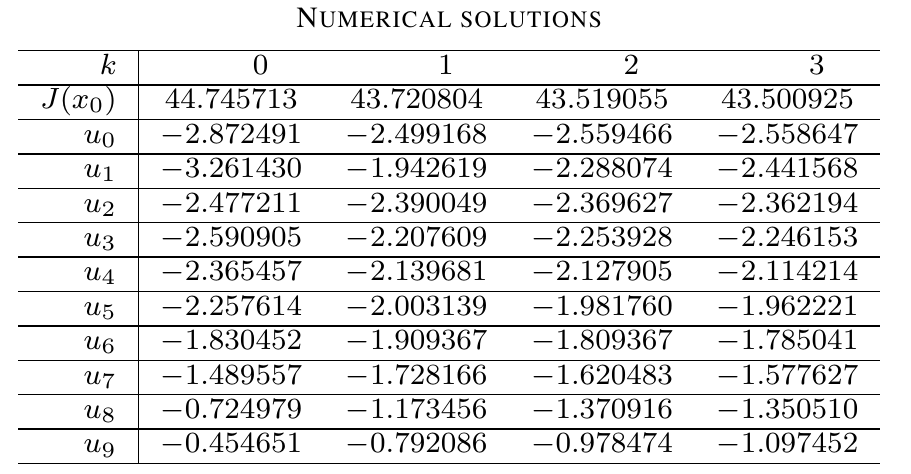 NUMERICAL SOLUTIONS
k 0 1 2 3
J(x₀) 44.745713 43.720804 43.519055 43.500925
u₀ −2.872491 −2.499168 −2.559466 −2.558647
u₁ −3.261430 −1.942619 −2.288074 −2.441568
u₂ −2.477211 −2.390049 −2.369627 −2.362194
u₃ −2.590905 −2.207609 −2.253928 −2.246153
u₄ −2.365457 −2.139681 −2.127905 −2.114214
u₅ −2.257614 −2.003139 −1.981760 −1.962221
u₆ −1.830452 −1.909367 −1.809367 −1.785041
u₇ −1.489557 −1.728166 −1.620483 −1.577627
u₈ −0.724979 −1.173456 −1.370916 −1.350510
u₉ −0.454651 −0.792086 −0.978474 −1.097452